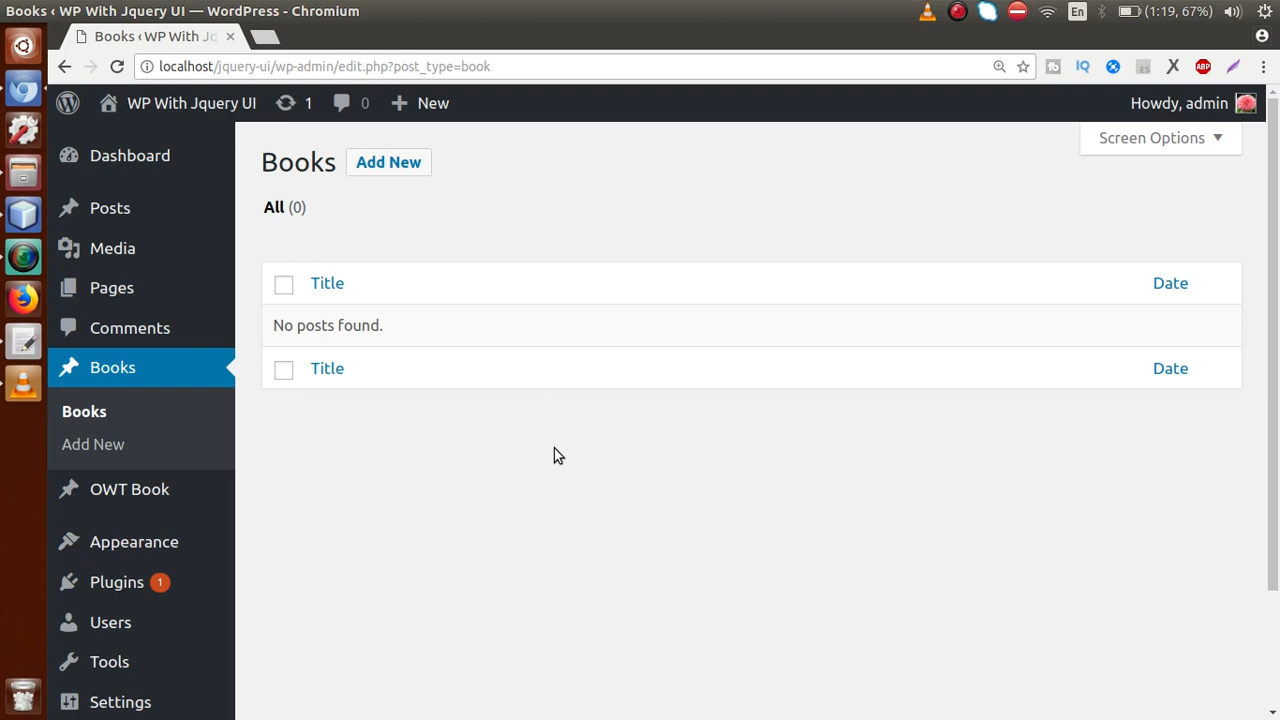 Books ‹ WP With Jquery UI — WordPress - Chromium
En
(1:19, 67%)
Books ‹ WP With Jq
localhost/jquery-ui/wp-admin/edit.php?post_type=book
IQ
ABP
WP With Jquery UI
1
0
New
Howdy, admin
Screen Options
Dashboard
Posts
Media
Pages
Comments
Books
Books
Add New
OWT Book
Appearance
Plugins 1
Users
Tools
Settings
Books
Add New
All (0)
Title
Date
No posts found.
Title
Date